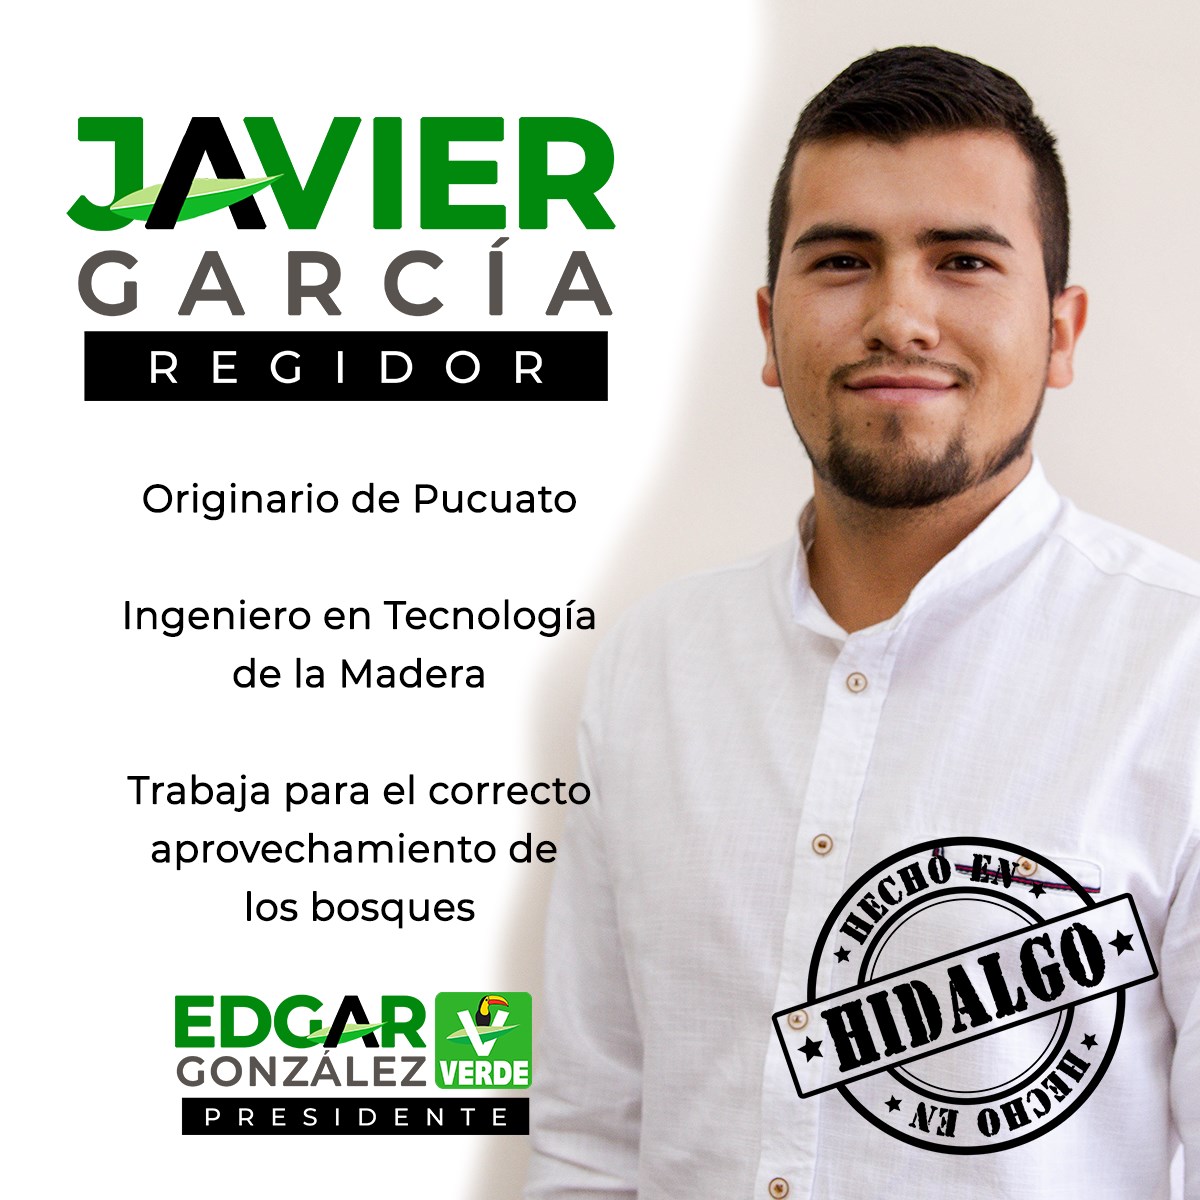 JAVIER
GARCÍA
REGIDOR
Originario de Pucuato
Ingeniero en Tecnología
de la Madera
Trabaja para el correcto
aprovechamiento de
los bosques
EDGAR
GONZÁLEZ
VERDE
PRESIDENTE
HECHO EN
HIDALGO
HECHO EN